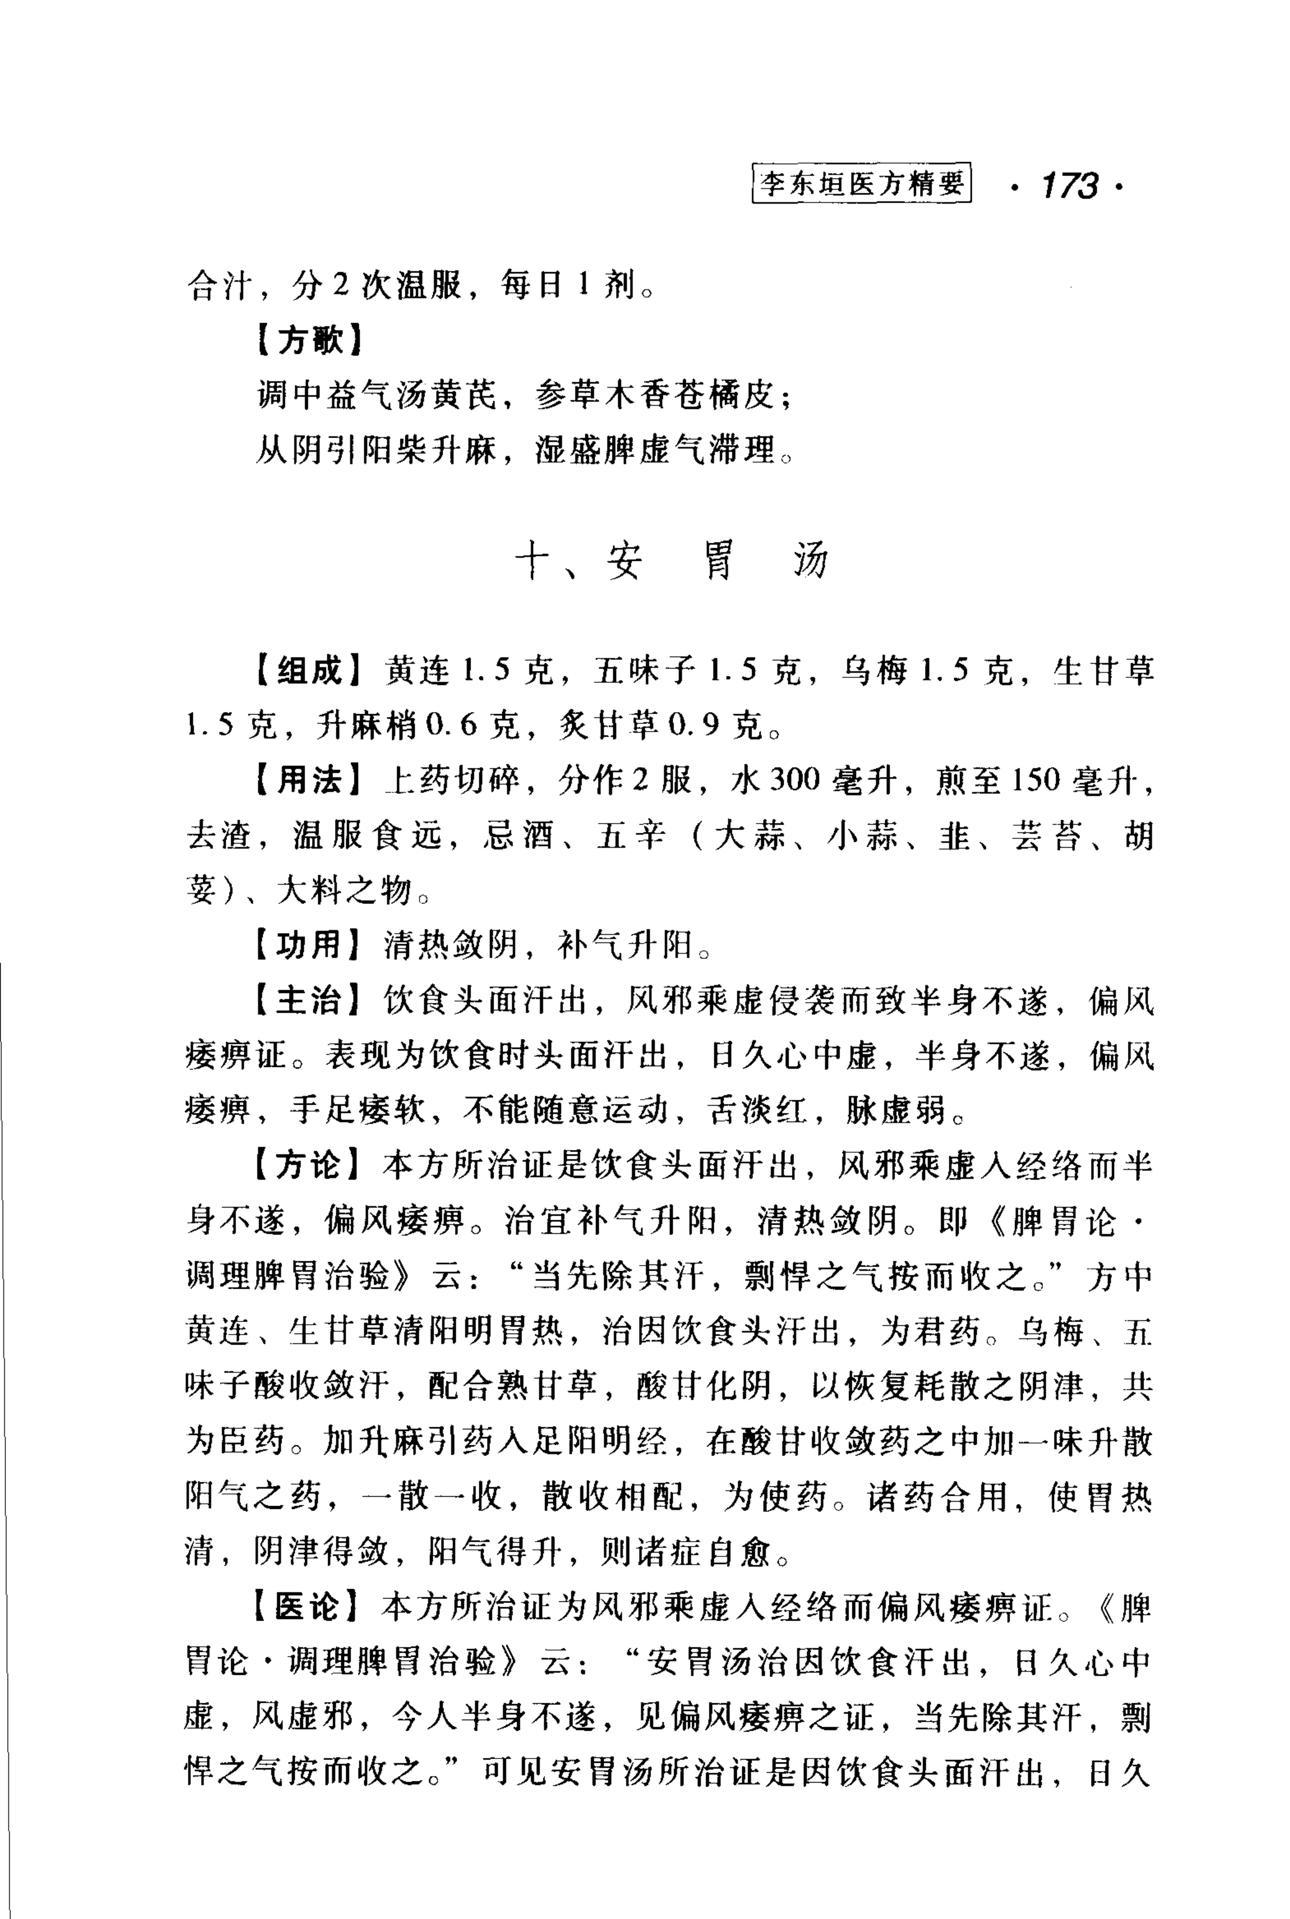 李东垣医方精要 · 173 ·
合汁，分2次温服，每日1剂。
【方歌】
调中益气汤黄芪，参草木香苍橘皮；
从阴引阳柴升麻，湿盛脾虚气滞理。
十、安 胃 汤
【组成】黄连1.5克，五味子1.5克，乌梅1.5克，生甘草
1.5克，升麻梢0.6克，炙甘草0.9克。
【用法】上药切碎，分作2服，水300毫升，煎至150毫升，
去渣，温服食远，忌酒、五辛（大蒜、小蒜、韭、芸苔、胡
荽）、大料之物。
【功用】清热敛阴，补气升阳。
【主治】饮食头面汗出，风邪乘虚侵袭而致半身不遂，偏风
痿痹证。表现为饮食时头面汗出，日久心中虚，半身不遂，偏风
痿痹，手足痿软，不能随意运动，舌淡红，脉虚弱。
【方论】本方所治证是饮食头面汗出，风邪乘虚入经络而半
身不遂，偏风痿痹。治宜补气升阳，清热敛阴。即《脾胃论·
调理脾胃治验》云：“当先除其汗，剽悍之气按而收之。”方中
黄连、生甘草清阳明胃热，治因饮食头汗出，为君药。乌梅、五
味子酸收敛汗，配合熟甘草，酸甘化阴，以恢复耗散之阴津，共
为臣药。加升麻引药入足阳明经，在酸甘收敛药之中加一味升散
阳气之药，一散一收，散收相配，为使药。诸药合用，使胃热
清，阴津得敛，阳气得升，则诸症自愈。
【医论】本方所治证为风邪乘虚入经络而偏风痿痹证。《脾
胃论·调理脾胃治验》云：“安胃汤治因饮食汗出，日久心中
虚，风虚邪，令人半身不遂，见偏风痿痹之证，当先除其汗，剽
悍之气按而收之。”可见安胃汤所治证是因饮食头面汗出，日久